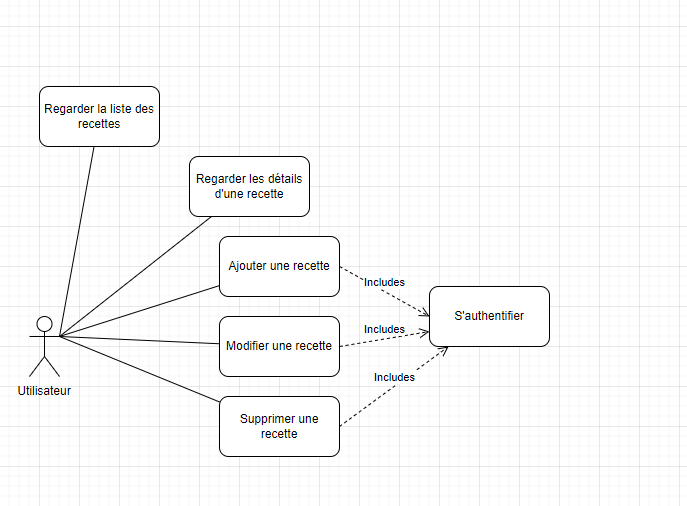 Regarder la liste des
recettes
Regarder les détails
d'une recette
Ajouter une recette
Includes
S'authentifier
Modifier une recette
Includes
Includes
Utilisateur
Supprimer une
recette